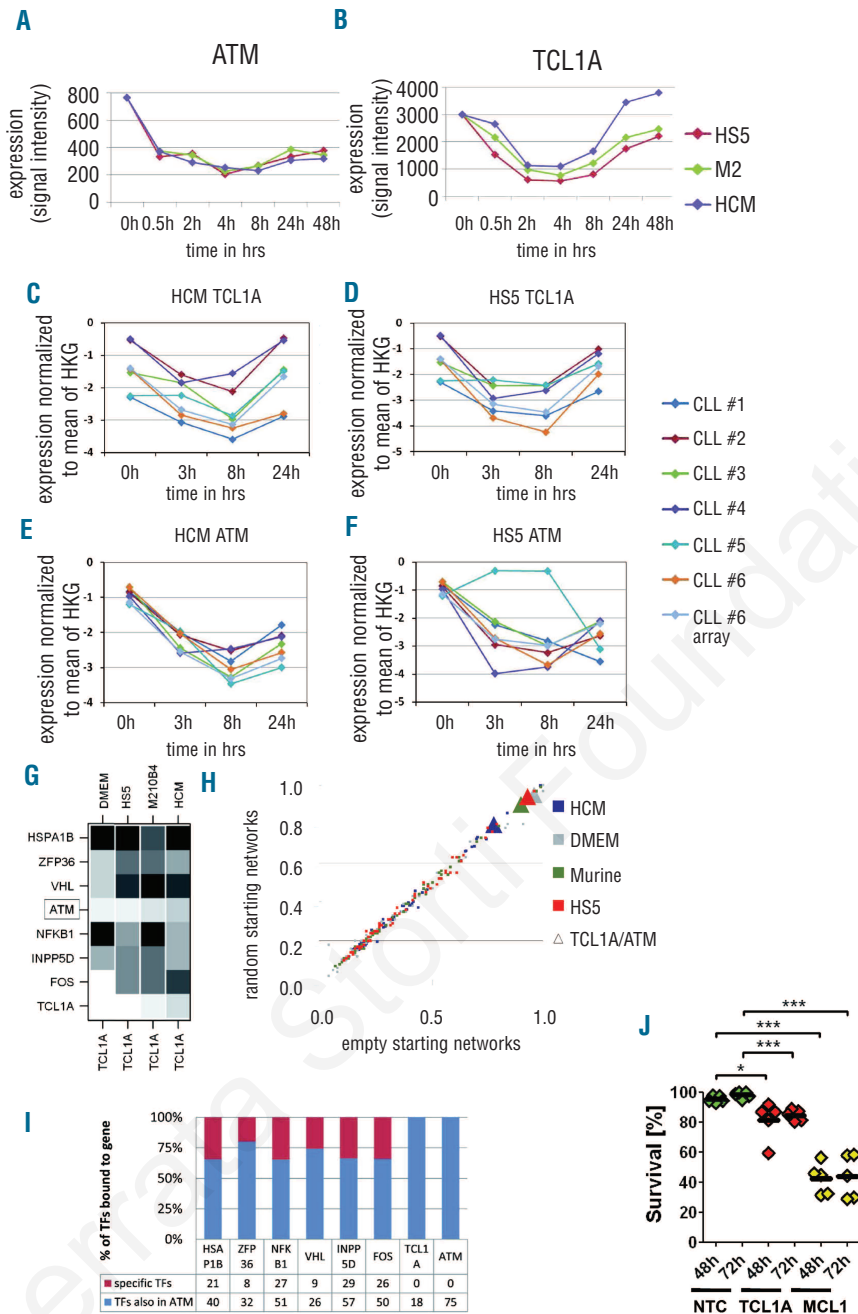 A
ATM
expression
(signal intensity)
800
600
400
200
0
0h 0.5h 2h 4h 8h 24h 48h
time in hrs
B
TCL1A
expression
(signal intensity)
4000
3000
2000
1000
0
0h 0.5h 2h 4h 8h 24h 48h
time in hrs
HS5
M2
HCM
C
HCM TCL1A
expression normalized
to mean of HKG
0
-1
-2
-3
-4
0h 3h 8h 24h
time in hrs
D
HS5 TCL1A
expression normalized
to mean of HKG
0
-1
-2
-3
-4
-5
0h 3h 8h 24h
time in hrs
CLL #1
CLL #2
CLL #3
CLL #4
CLL #5
CLL #6
CLL #6
array
E
HCM ATM
expression normalized
to mean of HKG
0
-1
-2
-3
-4
0h 3h 8h 24h
time in hrs
F
HS5 ATM
expression normalized
to mean of HKG
0
-1
-2
-3
-4
-5
0h 3h 8h 24h
time in hrs
G
DMEM
HS5
M210B4
HCM
HSPA1B
ZFP36
VHL
ATM
NFKB1
INPP5D
FOS
TCL1A
TCL1A
TCL1A
TCL1A
TCL1A
H
random starting networks
1.0
0.8
0.6
0.4
0.2
0.0
0.0 0.5 1.0
empty starting networks
HCM
DMEM
Murine
HS5
TCL1A/ATM
I
% of TFs bound to gene
100%
75%
50%
25%
0%
HSA P1B ZFP 36 NFK B1 VHL INPP 5D FOS TCL1 A ATM
specific TFs 21 8 27 9 29 26 0 0
TFs also in ATM 40 32 51 26 57 50 18 75
J
***
***
***
*
Survival [%]
100
80
60
40
20
0
48h 72h 48h 72h 48h 72h
NTC TCL1A MCL1
errata Storti Foundati